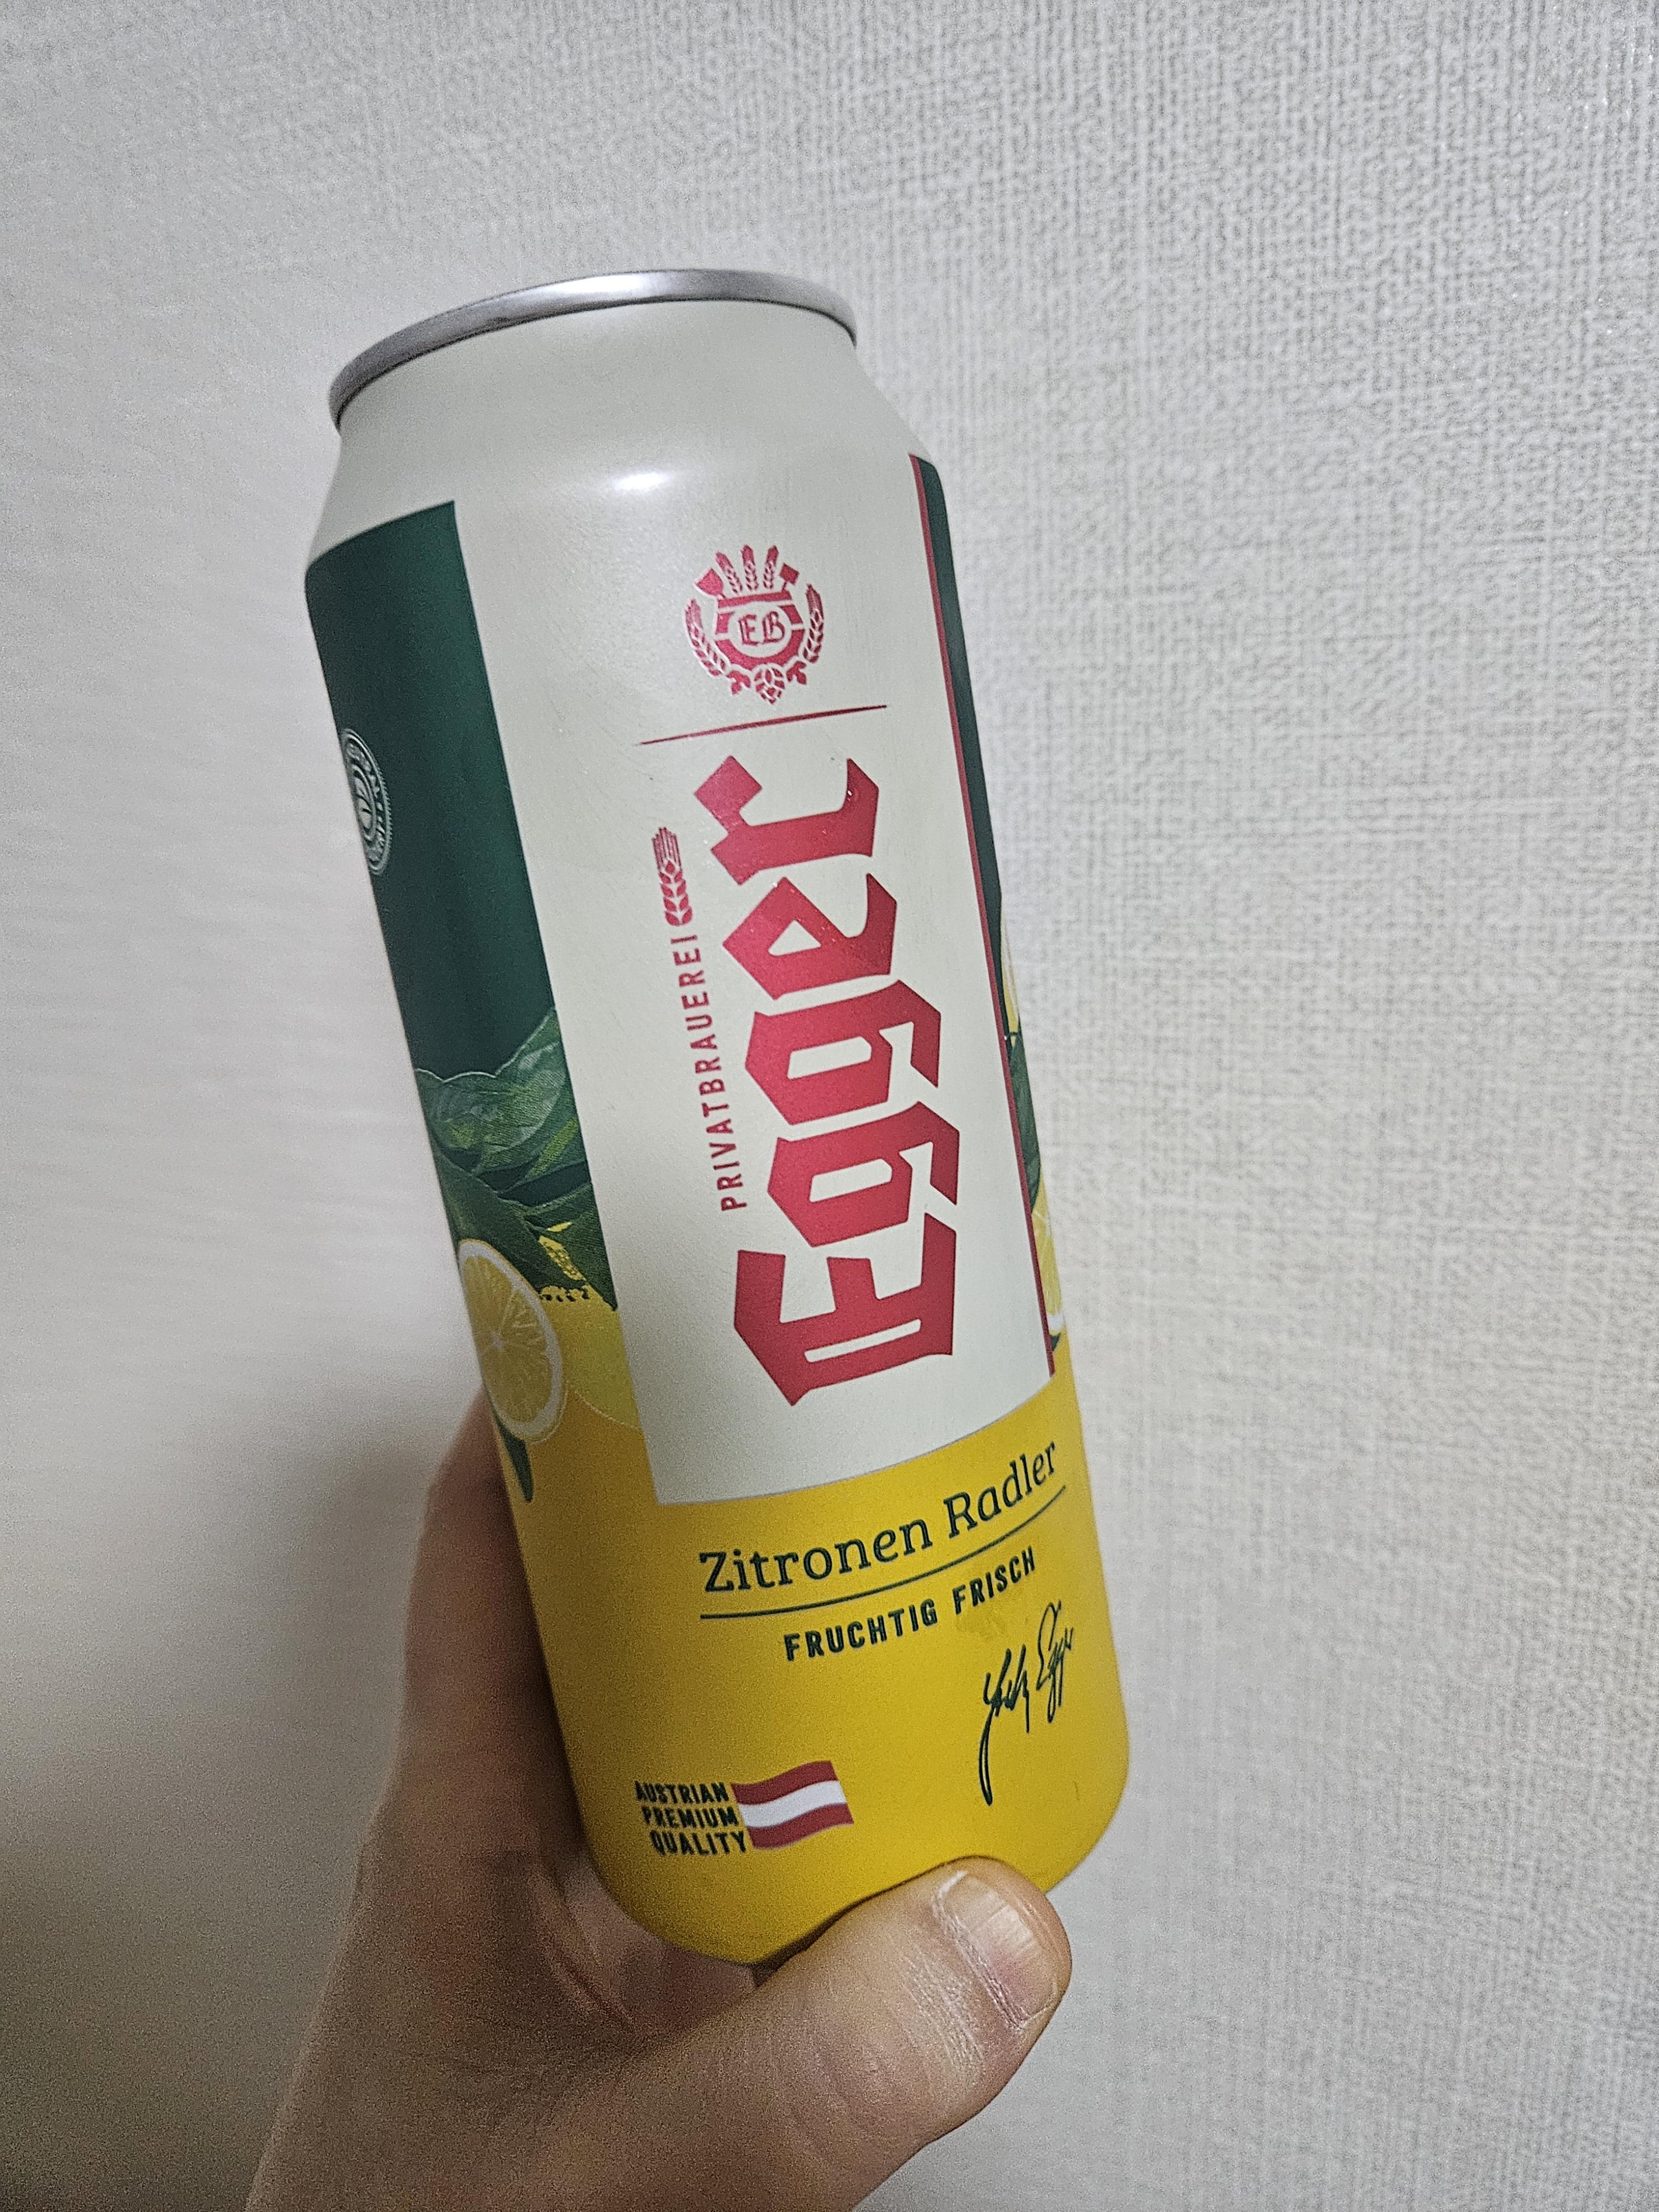 EB
PRIVATBRAUEREI
Egger
Zitronen Radler
FRUCHTIG FRISCH
AUSTRIAN
PREMIUM
QUALITY